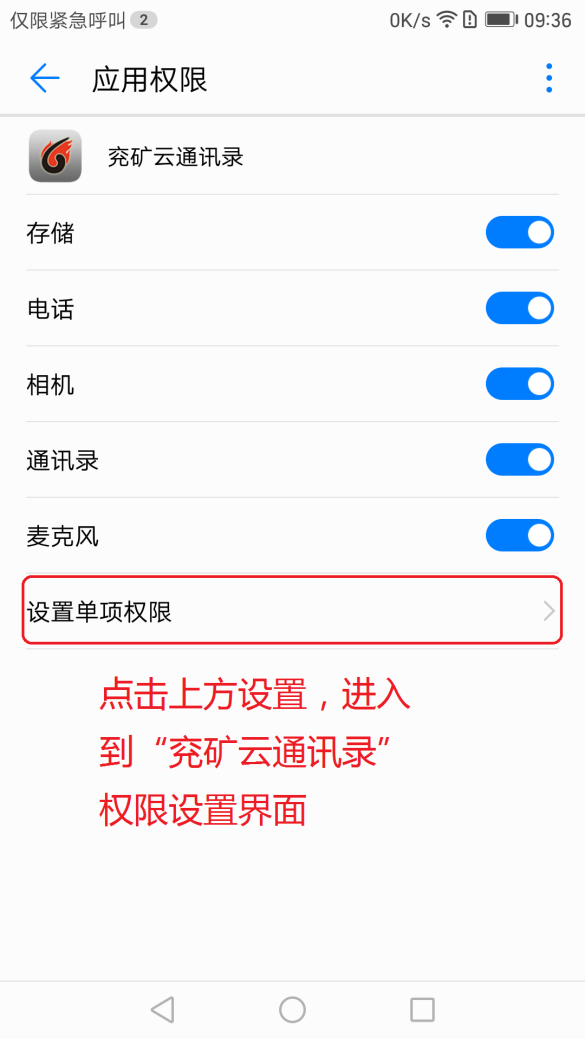 仅限紧急呼叫 2 0K/s 09:36
应用权限
兖矿云通讯录
存储
电话
相机
通讯录
麦克风
设置单项权限
点击上方设置，进入
到“兖矿云通讯录”
权限设置界面